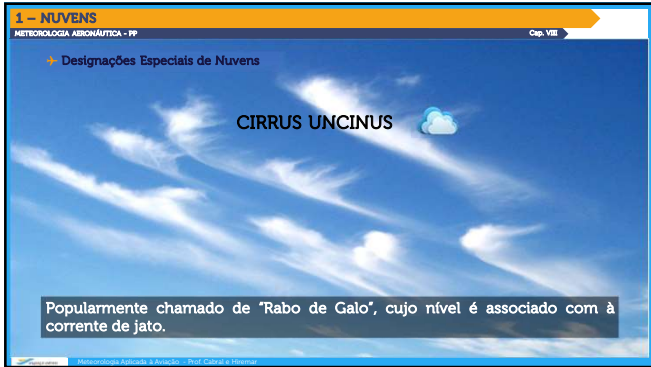 1 – NUVENS
METEOROLOGIA AERONÁUTICA - PP
Cap. VIII
Designações Especiais de Nuvens
CIRRUS UNCINUS
Popularmente chamado de “Rabo de Galo”, cujo nível é associado com à
corrente de jato.
Meteorologia Aplicada à Aviação - Prof. Cabral e Hiremar